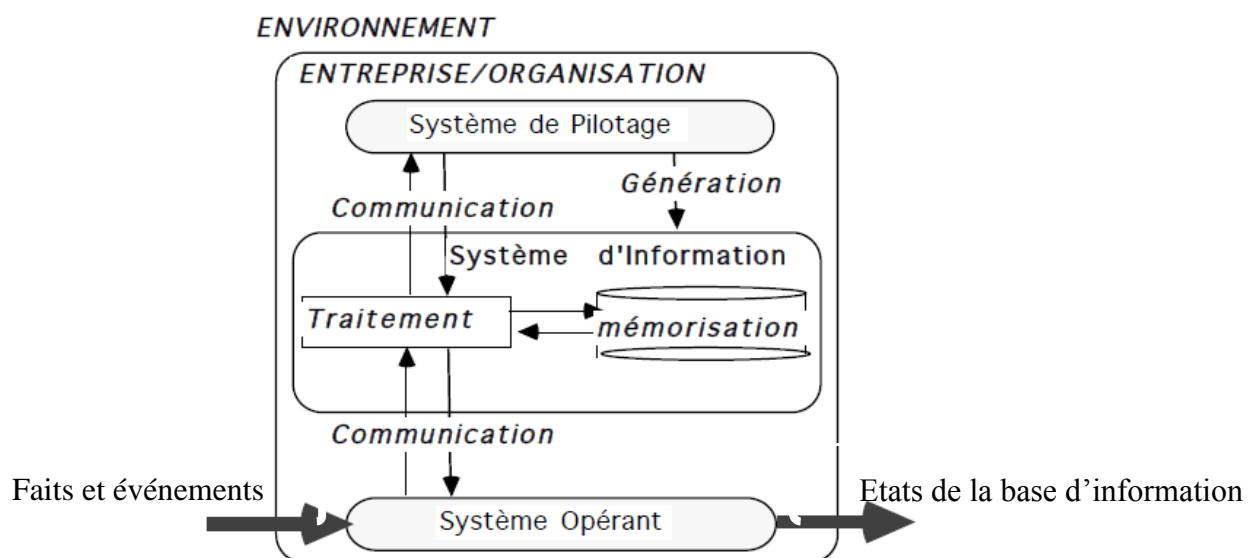 ENVIRONNEMENT
ENTREPRISE/ORGANISATION
Système de Pilotage
Génération
Communication
Système d'Information
Traitement
mémorisation
Communication
Faits et événements
Etats de la base d’information
Système Opérant